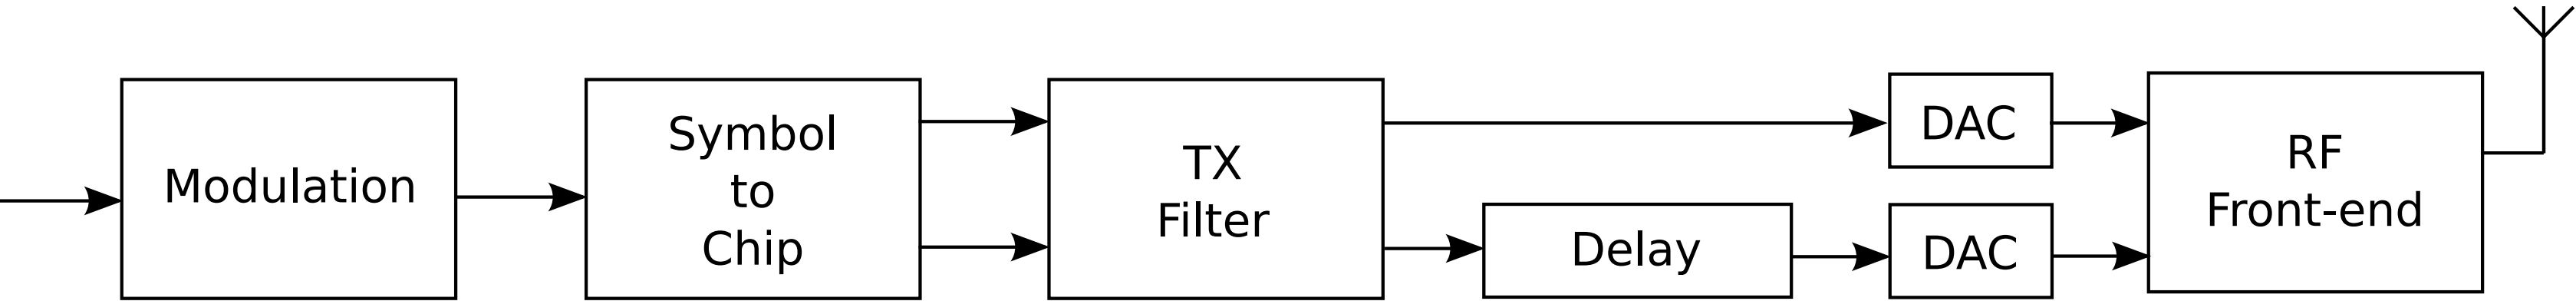 Modulation
Symbol
to
Chip
TX
Filter
Delay
DAC
DAC
RF
Front-end